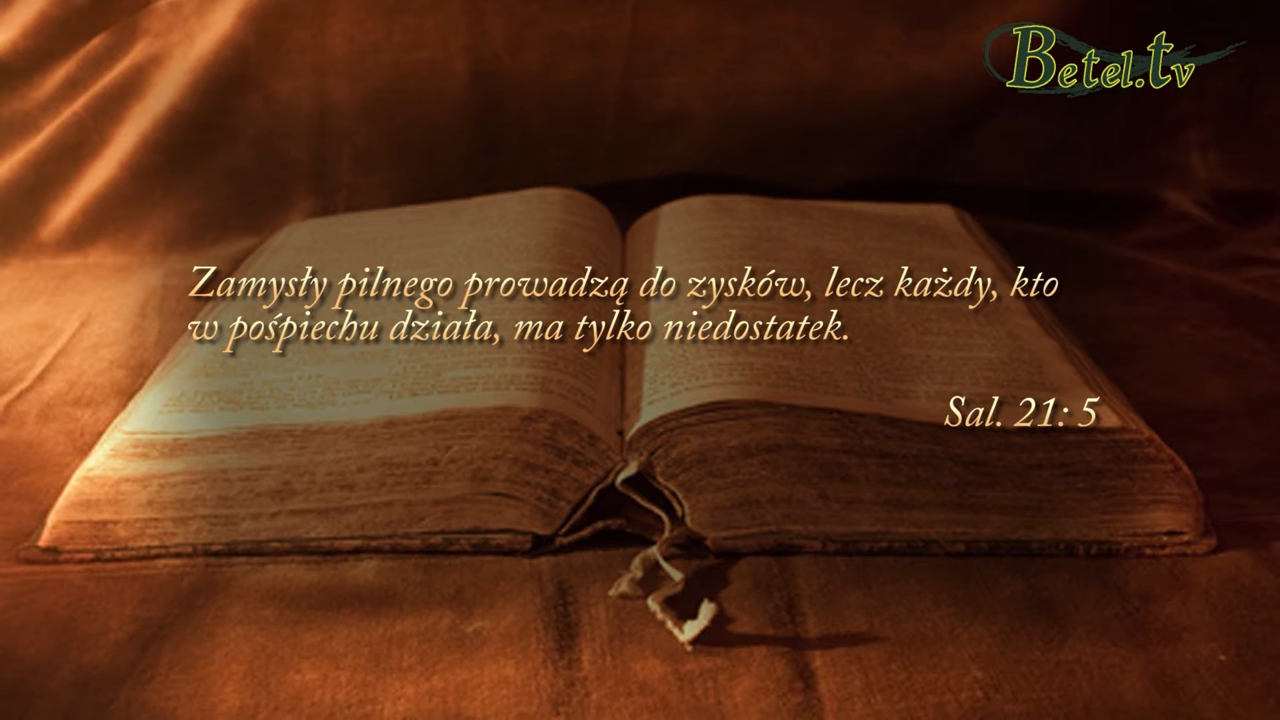 Betel.tv
Zamysły pilnego prowadzą do zysków, lecz każdy, kto
w pośpiechu działa, ma tylko niedostatek.
Sal. 21: 5